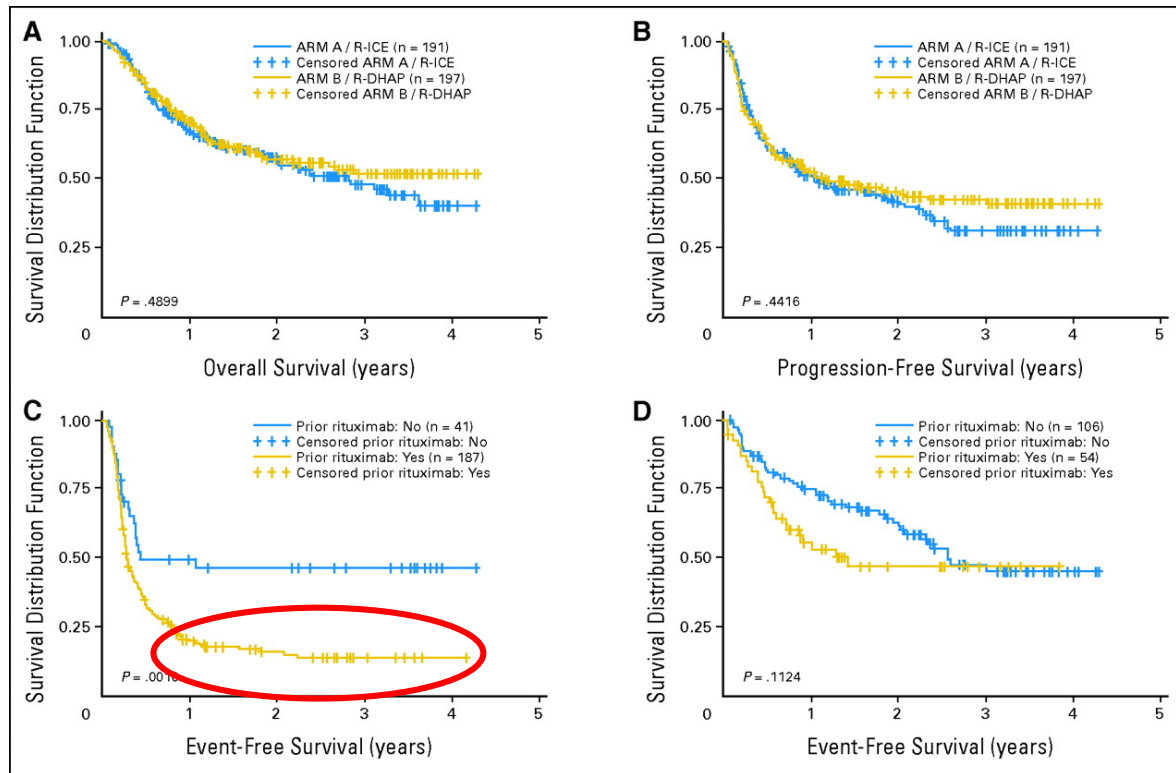 A
1.00
0.75
0.50
0.25
0
1
2
3
4
5
Survival Distribution Function
Overall Survival (years)
ARM A / R-ICE (n = 191)
Censored ARM A / R-ICE
ARM B / R-DHAP (n = 197)
Censored ARM B / R-DHAP
P = .4899
B
1.00
0.75
0.50
0.25
0
1
2
3
4
5
Survival Distribution Function
Progression-Free Survival (years)
ARM A / R-ICE (n = 191)
Censored ARM A / R-ICE
ARM B / R-DHAP (n = 197)
Censored ARM B / R-DHAP
P = .4416
C
1.00
0.75
0.50
0.25
0
1
2
3
4
5
Survival Distribution Function
Event-Free Survival (years)
Prior rituximab: No (n = 41)
Censored prior rituximab: No
Prior rituximab: Yes (n = 187)
Censored prior rituximab: Yes
P =
D
1.00
0.75
0.50
0.25
0
1
2
3
4
5
Survival Distribution Function
Event-Free Survival (years)
Prior rituximab: No (n = 106)
Censored prior rituximab: No
Prior rituximab: Yes (n = 54)
Censored prior rituximab: Yes
P = .1124